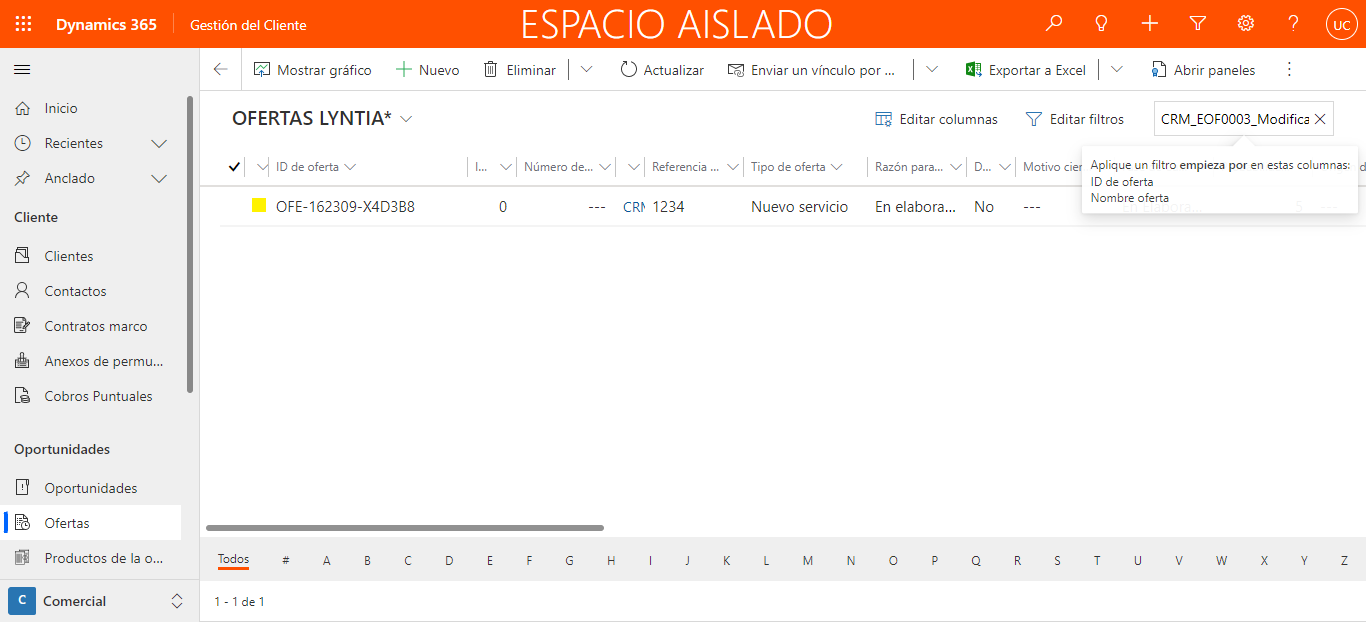 Dynamics 365
Gestión del Cliente
ESPACIO AISLADO
UC
Mostrar gráfico
Nuevo
Eliminar
Actualizar
Enviar un vínculo por ...
Exportar a Excel
Abrir paneles
Inicio
Recientes
Anclado
Cliente
Clientes
Contactos
Contratos marco
Anexos de permu...
Cobros Puntuales
Oportunidades
Oportunidades
Ofertas
Productos de la o...
C
Comercial
OFERTAS LYNTIA*
Editar columnas
Editar filtros
CRM_EOF0003_Modifica
Aplique un filtro empieza por en estas columnas:
ID de oferta
Nombre oferta
ID de oferta
I...
Número de...
Referencia ...
Tipo de oferta
Razón para...
D...
Motivo cier
OFE-162309-X4D3B8
0
---
CRM
1234
Nuevo servicio
En elabora...
No
---
Todos # A B C D E F G H I J K L M N O P Q R S T U V W X Y Z
1 - 1 de 1